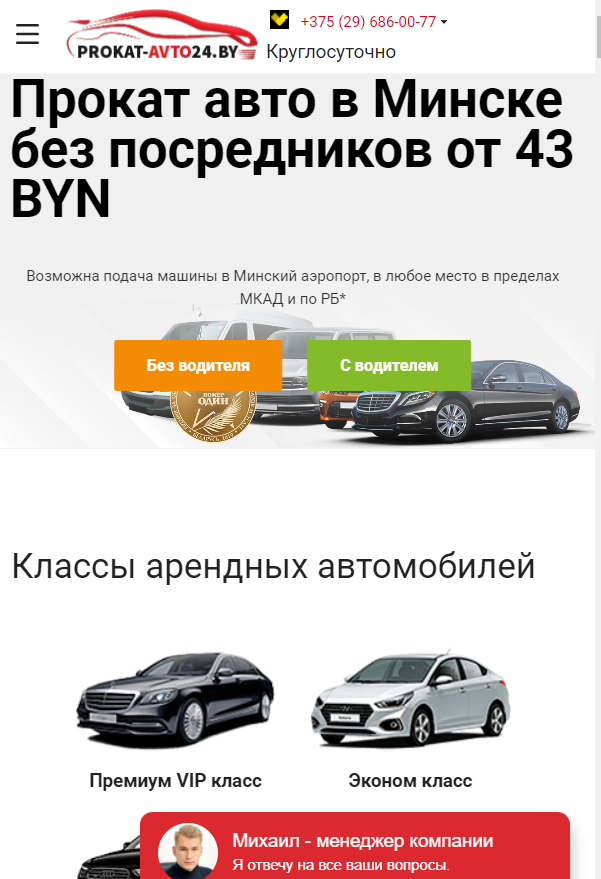 +375 (29) 686-00-77
PROKAT-AVTO24.BY
Круглосуточно
Прокат авто в Минске
без посредников от 43
BYN
Возможна подача машины в Минский аэропорт, в любое место в пределах
МКАД и по РБ*
Без водителя
С водителем
НОМЕР
ОДИН
Классы арендных автомобилей
Премиум VIP класс
Эконом класс
Михаил - менеджер компании
Я отвечу на все ваши вопросы.